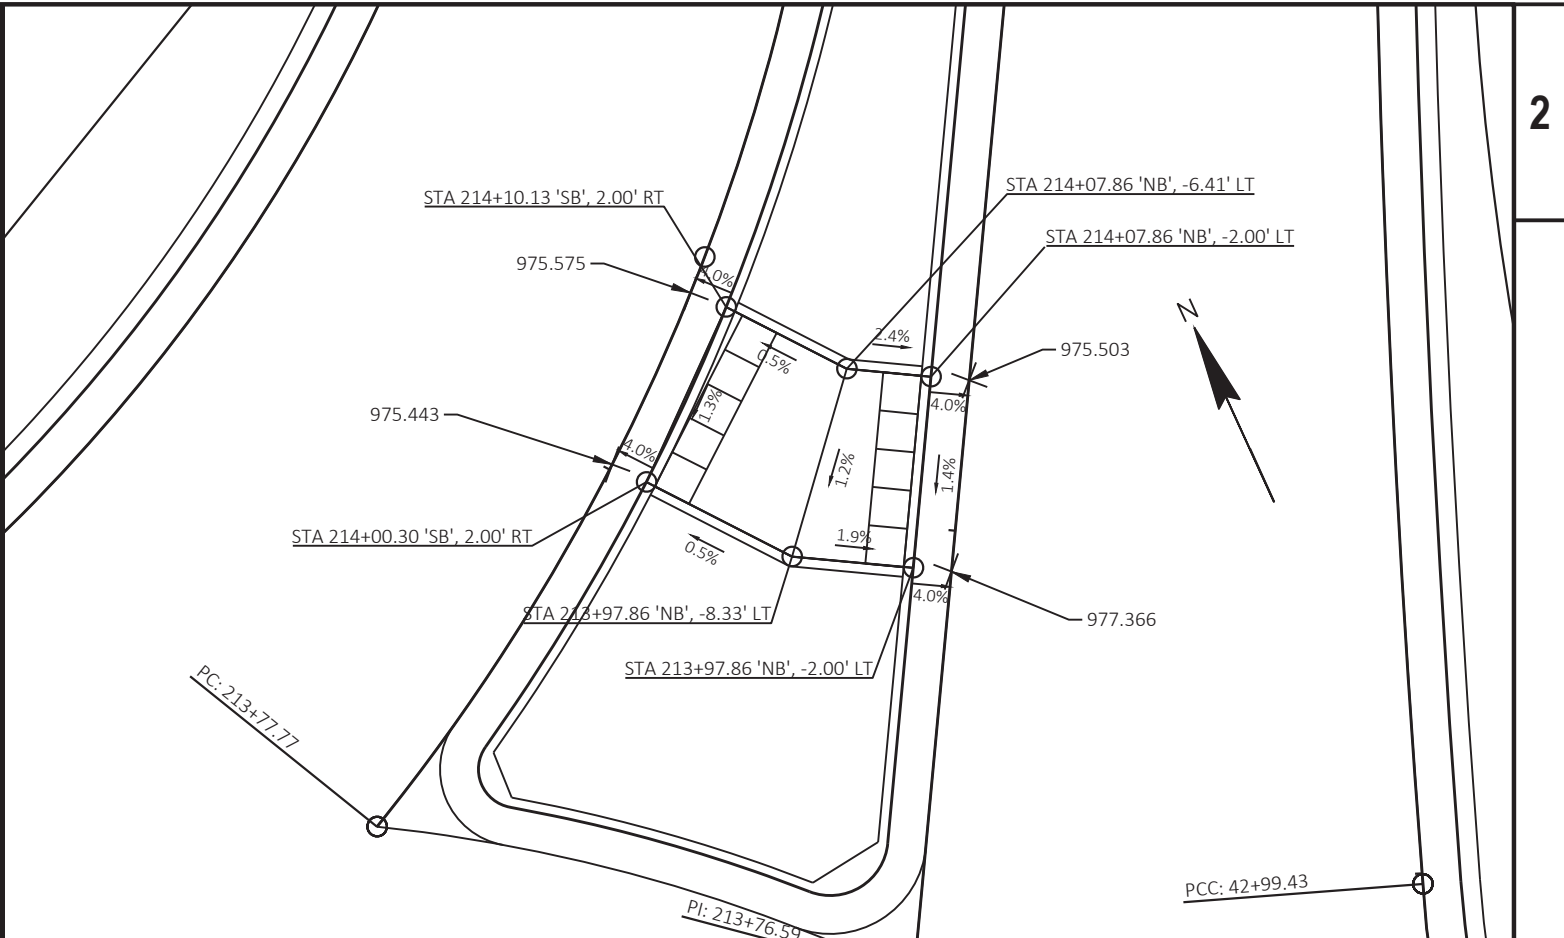 2
STA 214+07.86 'NB', -6.41' LT
STA 214+10.13 'SB', 2.00' RT
STA 214+07.86 'NB', -2.00' LT
975.575
4.0%
N
2.4%
975.503
0.5%
975.443
1.3%
4.0%
4.0%
1.2%
1.4%
STA 214+00.30 'SB', 2.00' RT
1.9%
0.5%
4.0%
STA 213+97.86 'NB', -8.33' LT
977.366
STA 213+97.86 'NB', -2.00' LT
PC: 213+77.77
PCC: 42+99.43
PI: 213+76.59